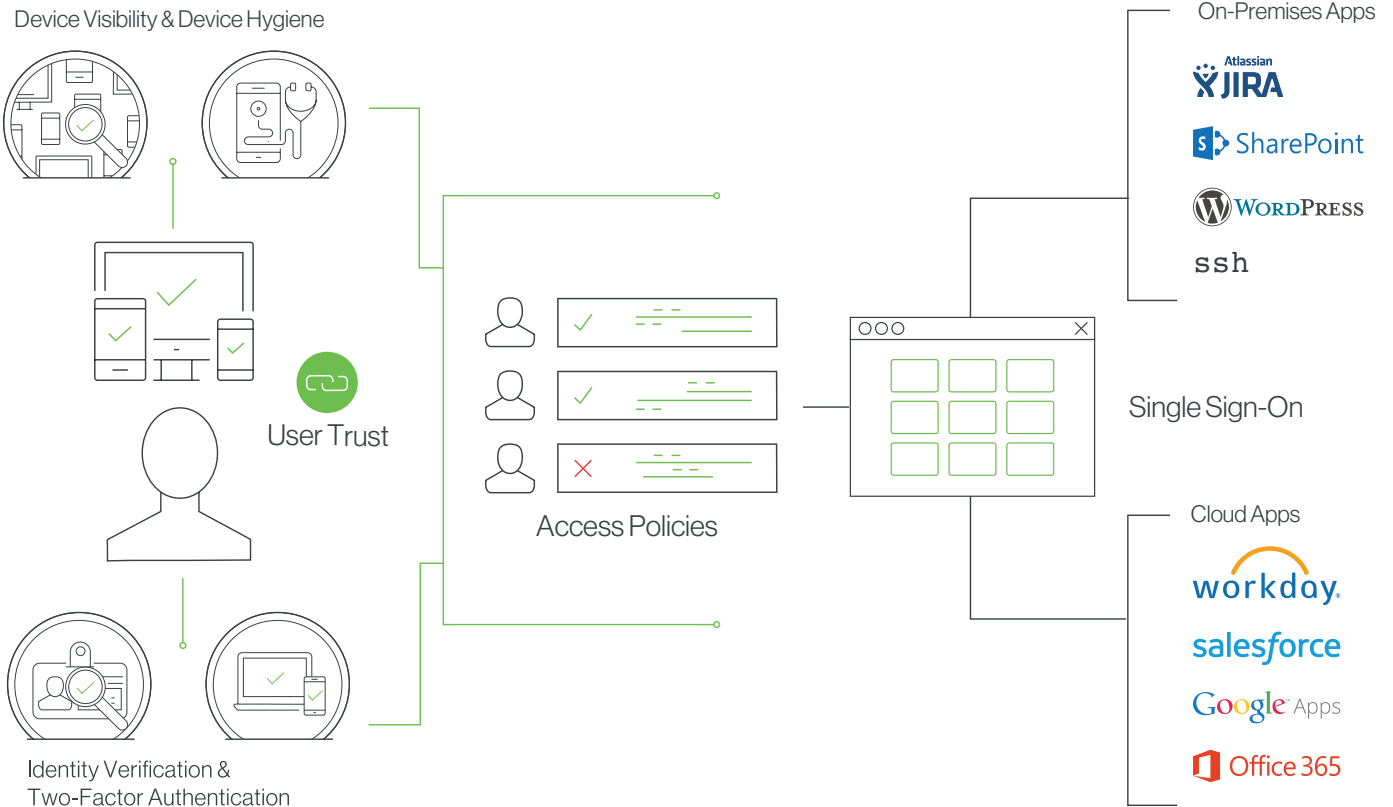 Device Visibility & Device Hygiene
User Trust
Identity Verification &
Two-Factor Authentication
Access Policies
Single Sign-On
On-Premises Apps
Atlassian
JIRA
S SharePoint
W WORDPRESS
ssh
Cloud Apps
workday.®
salesforce
Google™ Apps
Office 365